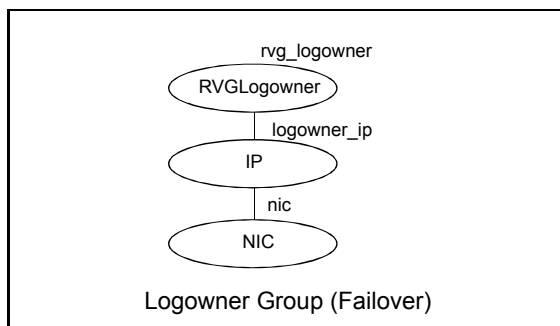 rvg_logowner
RVGLogowner
logowner_ip
IP
nic
NIC
Logowner Group (Failover)